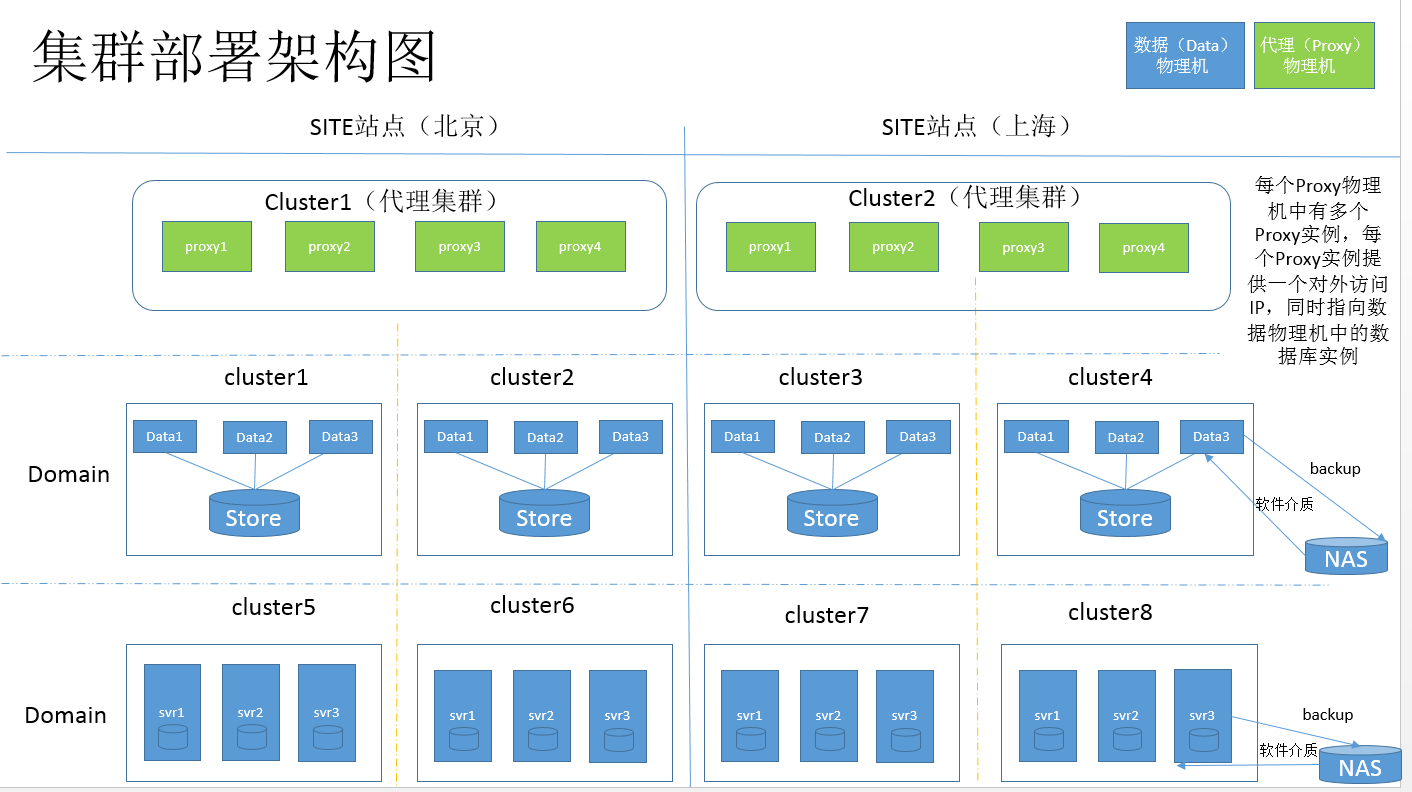 集群部署架构图
数据（Data）
物理机
代理（Proxy）
物理机
SITE站点（北京）
SITE站点（上海）
Cluster1（代理集群）
proxy1
proxy2
proxy3
proxy4
Cluster2（代理集群）
proxy1
proxy2
proxy3
proxy4
每个Proxy物理
机中有多个
Proxy实例，每
个Proxy实例提
供一个对外访问
IP，同时指向数
据物理机中的数
据库实例
Domain
cluster1
Data1
Data2
Data3
Store
cluster2
Data1
Data2
Data3
Store
cluster3
Data1
Data2
Data3
Store
cluster4
Data1
Data2
Data3
Store
backup
软件介质
NAS
Domain
cluster5
svr1
svr2
svr3
cluster6
svr1
svr2
svr3
cluster7
svr1
svr2
svr3
cluster8
svr1
svr2
svr3
backup
软件介质
NAS